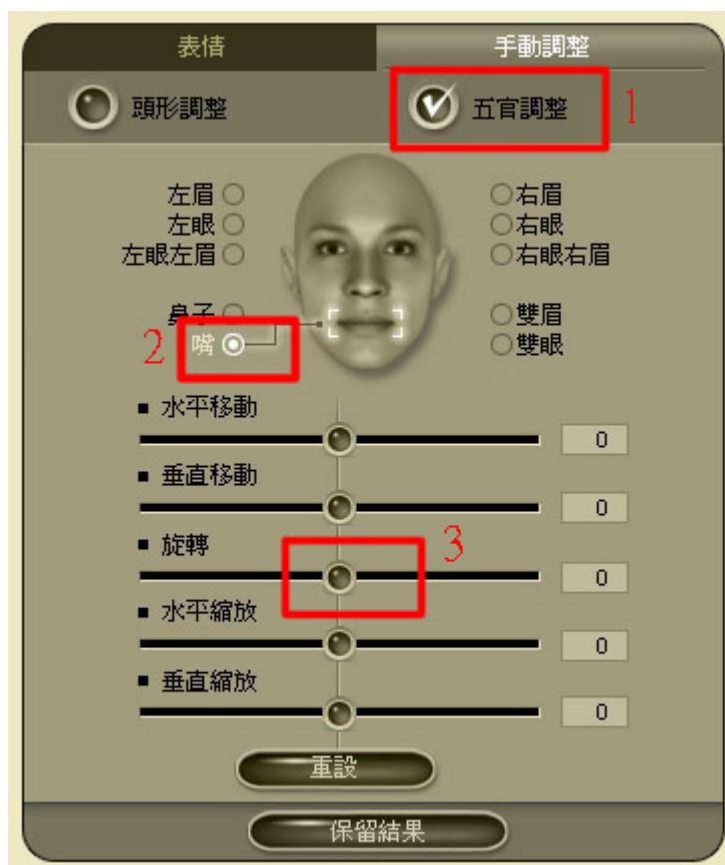 表情 手動調整
頭形調整 五官調整 1
左眉 右眉
左眼 右眼
左眼左眉 右眼右眉
鼻子 雙眉
2 嘴 雙眼
水平移動
0
垂直移動
0
旋轉 3
0
水平縮放
0
垂直縮放
0
重設
保留結果